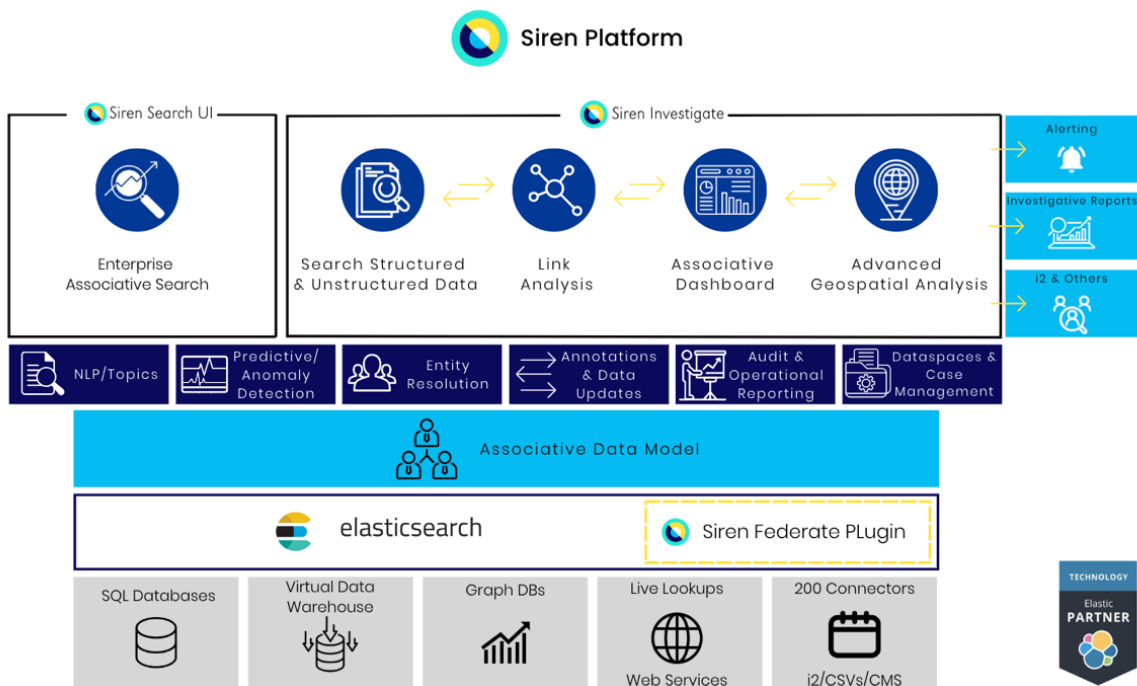 Siren Platform
Siren Search UI
Siren Investigate
Enterprise
Associative Search
Search Structured
& Unstructured Data
Link
Analysis
Associative
Dashboard
Advanced
Geospatial Analysis
Alerting
Investigative Reports
i2 & Others
NLP/Topics
Predictive/
Anomaly
Detection
Entity
Resolution
Annotations
& Data
Updates
Audit &
Operational
Reporting
Dataspaces &
Case
Management
Associative Data Model
elasticsearch
Siren Federate PLugin
SQL Databases
Virtual Data
Warehouse
Graph DBs
Live Lookups
Web Services
200 Connectors
i2/CSVs/CMS
TECHNOLOGY
Elastic
PARTNER